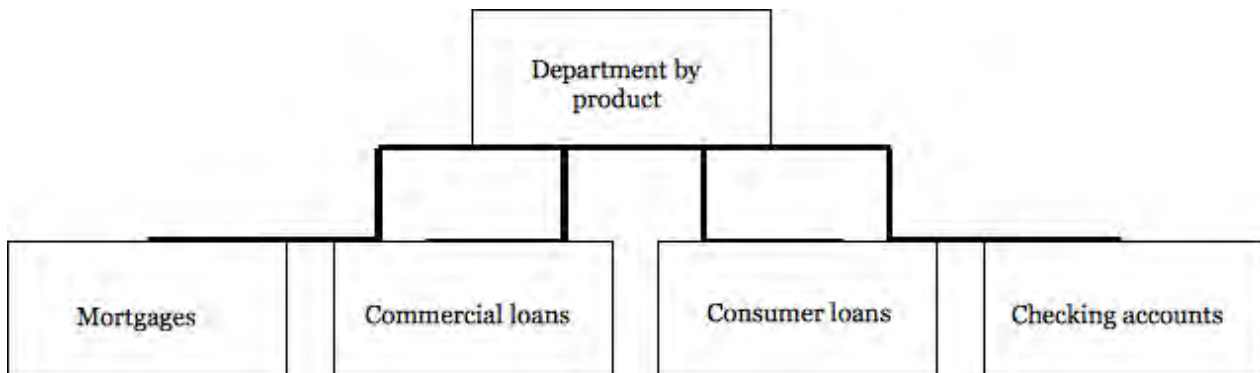 Department by
product
Mortgages
Commercial loans
Consumer loans
Checking accounts